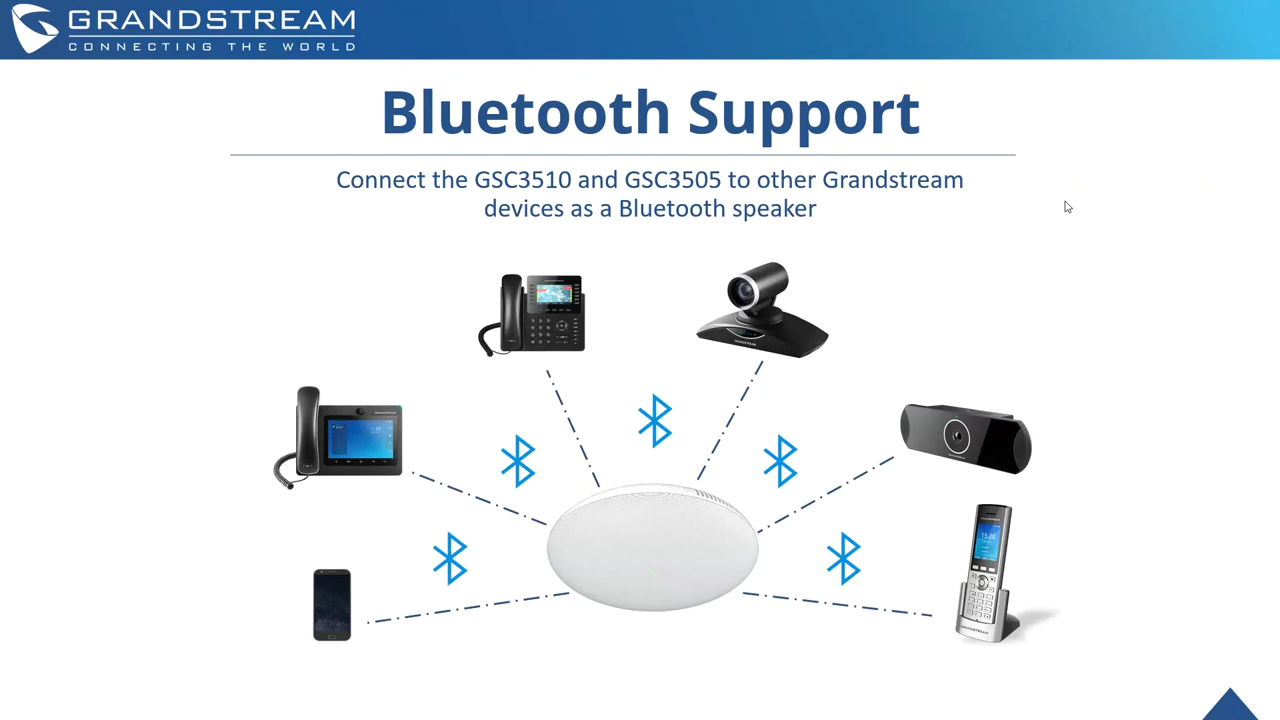 GRANDSTREAM
CONNECTING THE WORLD
Bluetooth Support
Connect the GSC3510 and GSC3505 to other Grandstream
devices as a Bluetooth speaker